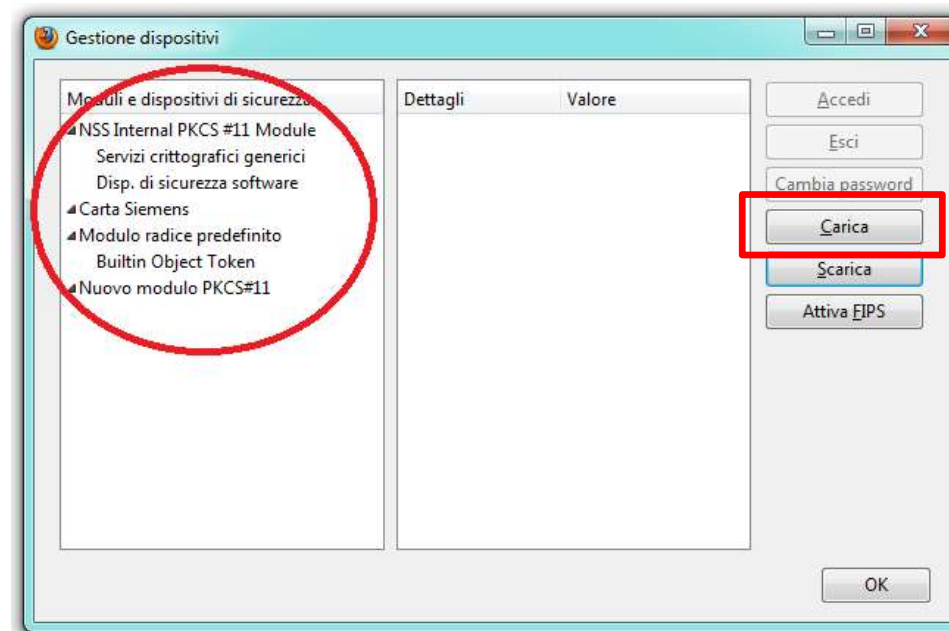 Gestione dispositivi
Moduli e dispositivi di sicurezza
Dettagli
Valore
NSS Internal PKCS #11 Module
Servizi crittografici generici
Disp. di sicurezza software
Carta Siemens
Modulo radice predefinito
Builtin Object Token
Nuovo modulo PKCS#11
Accedi
Esci
Cambia password
Carica
Scarica
Attiva FIPS
OK